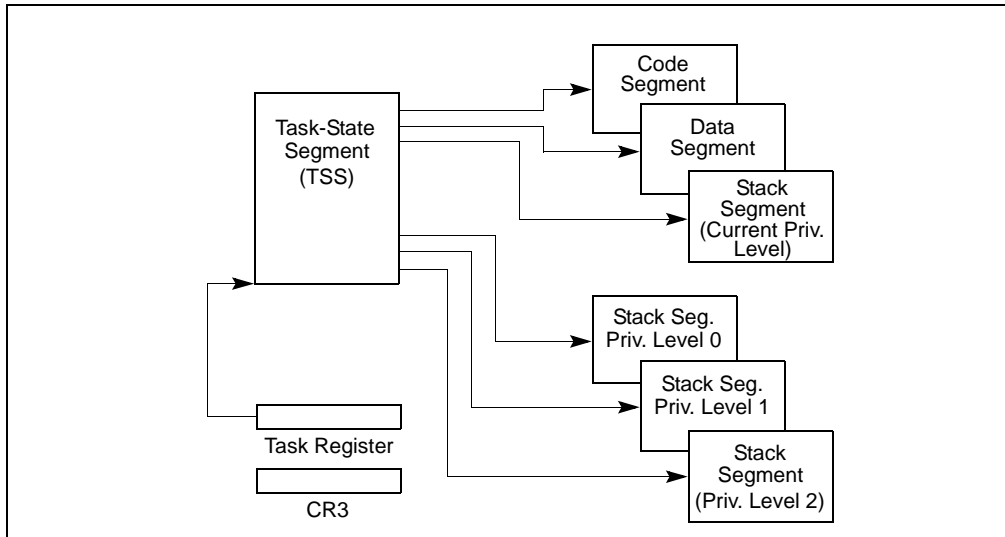 Task-State
Segment
(TSS)
Code
Segment
Data
Segment
Stack
Segment
(Current Priv.
Level)
Stack Seg.
Priv. Level 0
Stack Seg.
Priv. Level 1
Stack
Segment
(Priv. Level 2)
Task Register
CR3